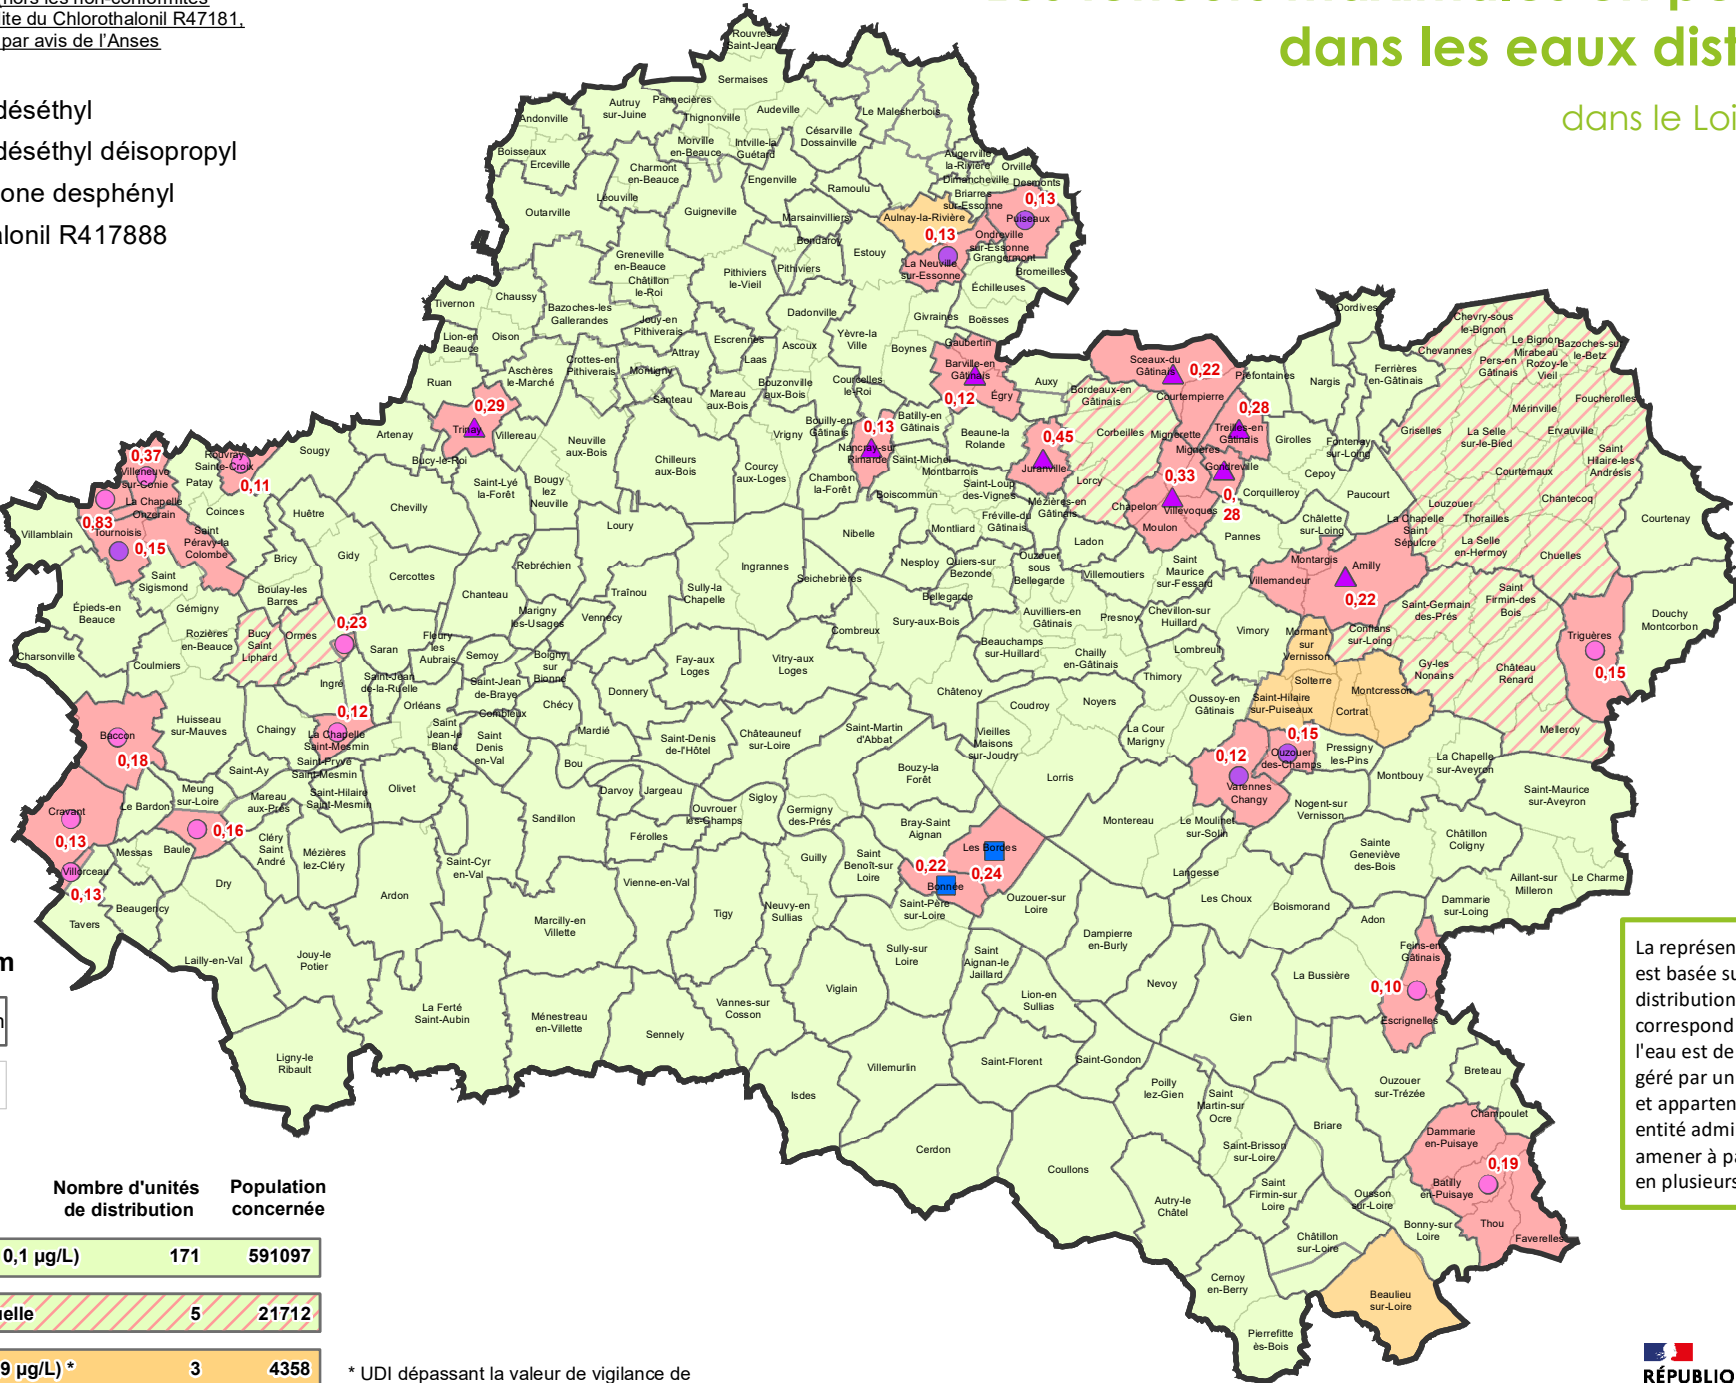 ite du Chlorothalonil R47181,
par avis de l'Anses
déséthyl
déséthyl déisopropyl
one desphényl
alonil R417888
dans les eaux dist
dans le Loi
Rouvres
Saint-Jean
Sermaises
Autruy
sur-Juine
Pannecières
Thignonville
Audeville
Le Malesherbois
Andonville
Césarville
Dossainville
Morville
en-Beauce
Intville-la
Guétard
Boisseaux
Erceville
Charmont
en-Beauce
Engenville
Ramoulu
Augerville
la-Rivière
Orville
Dimancheville
Desmonts
Briarres
sur-Essonne
0,13
Puiseaux
Léouville
Outarville
Guigneville
Marsainvilliers
Aulnay-la-Rivière
0,13
Ondreville
sur-Essonne
Grangermont
La Neuville
sur-Essonne
Bromeilles
Bondaroy
Estouy
Greneville
en-Beauce
Châtillon
le-Roi
Pithiviers
le-Vieil
Pithiviers
Échilleuses
Tivernon
Chaussy
Bazoches-les
Gallerandes
Jouy-en
Pithiverais
Dadonville
Givraines
Boësses
Lion-en
Beauce
Oison
Escrennes
Attray
Laas
Ascoux
Yèvre-la
Ville
Boynes
Gaubertin
Barville-en
Gâtinais
0,12
Égry
Auxy
Ruan
Aschères
le-Marché
Crottes-en
Pithiverais
Montigny
Santeau
Mareau
aux-Bois
Bouzonville
aux-Bois
Courcelles
le-Roi
Bouilly-en
Gâtinais
Batilly-en
Gâtinais
0,13
Nancray-sur
Rimarde
Beaune-la
Rolande
Saint-Michel
Montbarrois
Chambon
la-Forêt
Boiscommun
Saint-Loup
des-Vignes
Vrigny
0,45
Juranville
Bordeaux-en
Gâtinais
Corbeilles
Lorcy
Mézières-en
Gâtinais
Sceaux-du
Gâtinais
0,22
Courtempierre
Préfontaines
0,28
Treilles-en
Gâtinais
Mignerette
Mignères
Gondreville
0,
28
0,33
Villevoques
Chapelon
Moulon
Girolles
Nargis
Dordives
Ferrières
en-Gâtinais
Fontenay
sur-Loing
Cepoy
Corquilleroy
Paucourt
Châlette
sur-Loing
Pannes
Chevannes
Chevry-sous
le-Bignon
Le Bignon
Mirabeau
Bazoches-sur
le-Betz
Pers-en
Gâtinais
Rozoy-le
Vieil
Mérinville
Foucherolles
Griselles
La Selle
sur-le-Bied
Ervauville
Saint
Hilaire-les
Andrésis
Courtemaux
Louzouer
Chantecoq
Thorailles
La Chapelle
Saint
Sépulcre
La Selle
en-Hermoy
Chuelles
Courtenay
0,29
Trinay
Villereau
Artenay
Bucy-le-Roi
Sougy
Neuville
aux-Bois
Chilleurs
aux-Bois
Courcy
aux-Loges
0,37
Villeneuve
sur-Conie
Rouvray
Sainte-Croix
0,11
Patay
La Chapelle
Onzerain
Coinces
0,83
Tournoisis
0,15
Saint
Péravy-la
Colombe
Villamblain
Saint
Sigismond
Huêtre
Chevilly
Saint-Lyé
la-Forêt
Bougy
lez
Neuville
Loury
Bricy
Gidy
Cercottes
Rebréchien
Boulay-les
Barres
Épieds-en
Beauce
Gémigny
Rozières
en-Beauce
Bucy
Saint
Liphard
Ormes
0,23
Saran
Chanteau
Fleury
les
Aubrais
Semoy
Marigny
les-Usages
Vennecy
Traînou
Sully-la
Chapelle
Ingrannes
Seichebrières
Nibelle
Nesploy
Montliard
Fréville-du
Gâtinais
Quiers-sur
Bezonde
Ouzouer
sous
Bellegarde
Bellegarde
Ladon
Villemoutiers
Saint
Maurice
sur-Fessard
Auvilliers-en
Gâtinais
Presnoy
Chevillon-sur
Huillard
Combreux
Sury-aux-Bois
Beauchamps
sur-Huillard
Chailly
en-Gâtinais
Lombreuil
Thimory
Vimory
Villemandeur
Montargis
Amilly
0,22
Mormant
sur
Vernisson
Conflans
sur-Loing
Saint-Germain
des-Prés
Saint
Firmin-des
Bois
Gy-les
Nonains
Château
Renard
Triguères
0,15
Douchy
Montcorbon
Melleroy
Charsonville
Coulmiers
Ingré
Saint-Jean
de-la-Ruelle
Orléans
Saint-Jean
de-Braye
Combleux
Boigny
sur
Bionne
Chécy
Donnery
Fay-aux
Loges
Vitry-aux
Loges
Châtenoy
Coudroy
Noyers
Oussoy-en
Gâtinais
Solterre
Saint-Hilaire
sur-Puiseaux
Montcresson
Cortrat
Baccon
0,18
Huisseau
sur-Mauves
Chaingy
0,12
La Chapelle
Saint-Mesmin
Saint-Pryvé
Saint-Mesmin
Saint
Jean-le
Blanc
Saint
Denis
en-Val
Mardié
Bou
Saint-Denis
de-l'Hôtel
Châteauneuf
sur-Loire
Saint-Martin
d'Abbat
Vieilles
Maisons
sur-Joudry
La Cour
Marigny
0,12
Varennes
Changy
0,15
Ouzouer
des-Champs
Pressigny
les-Pins
Montbouy
La Chapelle
sur-Aveyron
Saint-Maurice
sur-Aveyron
Saint-Ay
Meung
sur-Loire
Mareau
aux-Prés
Saint-Hilaire
Saint-Mesmin
Olivet
Sandillon
Darvoy
Jargeau
Férolles
Ouvrouer
les-Champs
Sigloy
Germigny
des-Prés
Bouzy-la
Forêt
Bray-Saint
Aignan
Lorris
Montereau
Le Moulinet
sur-Solin
Nogent-sur
Vernisson
Cravant
0,13
Le Bardon
0,16
Baule
Messas
Cléry
Saint
André
Mézières
lez-Cléry
Villorceau
0,13
Tavers
Beaugency
Dry
Ardon
Saint-Cyr
en-Val
Vienne-en-Val
Guilly
Saint
Benoît-sur
Loire
0,22
Bonnée
Les Bordes
0,24
Saint-Père
sur-Loire
Ouzouer-sur
Loire
Langesse
Les Choux
Sainte
Geneviève
des-Bois
Châtillon
Coligny
Aillant-sur
Milleron
Le Charme
Dammarie
sur-Loing
Boismorand
Adon
Marcilly-en
Villette
Tigy
Neuvy-en
Sullias
Sully-sur
Loire
Saint
Aignan-le
Jaillard
Dampierre
en-Burly
Nevoy
La Bussière
Feins-en
Gâtinais
0,10
Escrignelles
Lailly-en-Val
Jouy-le
Potier
La Ferté
Saint-Aubin
Ménestreau
en-Villette
Sennely
Vannes-sur
Cosson
Viglain
Lion-en
Sullias
Gien
Ligny-le
Ribault
Isdes
Villemurlin
Saint-Florent
Saint-Gondon
Poilly
lez-Gien
Saint
Martin-sur
Ocre
Ouzouer
sur-Trézée
Breteau
Champoulet
Briare
Dammarie
en-Puisaye
0,19
Batilly
en-Puisaye
Thou
Faverelles
Cerdon
Coullons
Saint-Brisson
sur-Loire
Saint
Firmin-sur
Loire
Autry-le
Châtel
Ousson
sur-Loire
Bonny-sur
Loire
Châtillon
sur-Loire
Cernoy
en-Berry
Beaulieu
sur-Loire
Pierrefitte
ès-Bois
La représen
est basée su
distribution
correspond
l'eau est de
géré par un
et apparten
entité admi
amener à pa
en plusieurs
m
Nombre d'unités Population
de distribution concernée
0,1 µg/L) 171 591097
uelle 5 21712
9 µg/L) * 3 4358
* UDI dépassant la valeur de vigilance de
RÉPUBLIQ